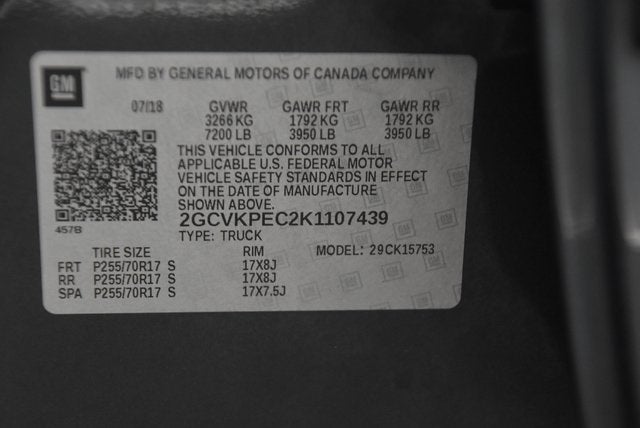 GM
MFD BY GENERAL MOTORS OF CANADA COMPANY
07/18 GVWR GAWR FRT GAWR RR
3266 KG 1792 KG 1792 KG
7200 LB 3950 LB 3950 LB
THIS VEHICLE CONFORMS TO ALL
APPLICABLE U.S. FEDERAL MOTOR
VEHICLE SAFETY STANDARDS IN EFFECT
ON THE DATE OF MANUFACTURE
SHOWN ABOVE.
2GCVKPEC2K1107439
457B
TYPE: TRUCK
TIRE SIZE RIM MODEL: 29CK15753
FRT P255/70R17 S 17X8J
RR P255/70R17 S 17X8J
SPA P255/70R17 S 17X7.5J